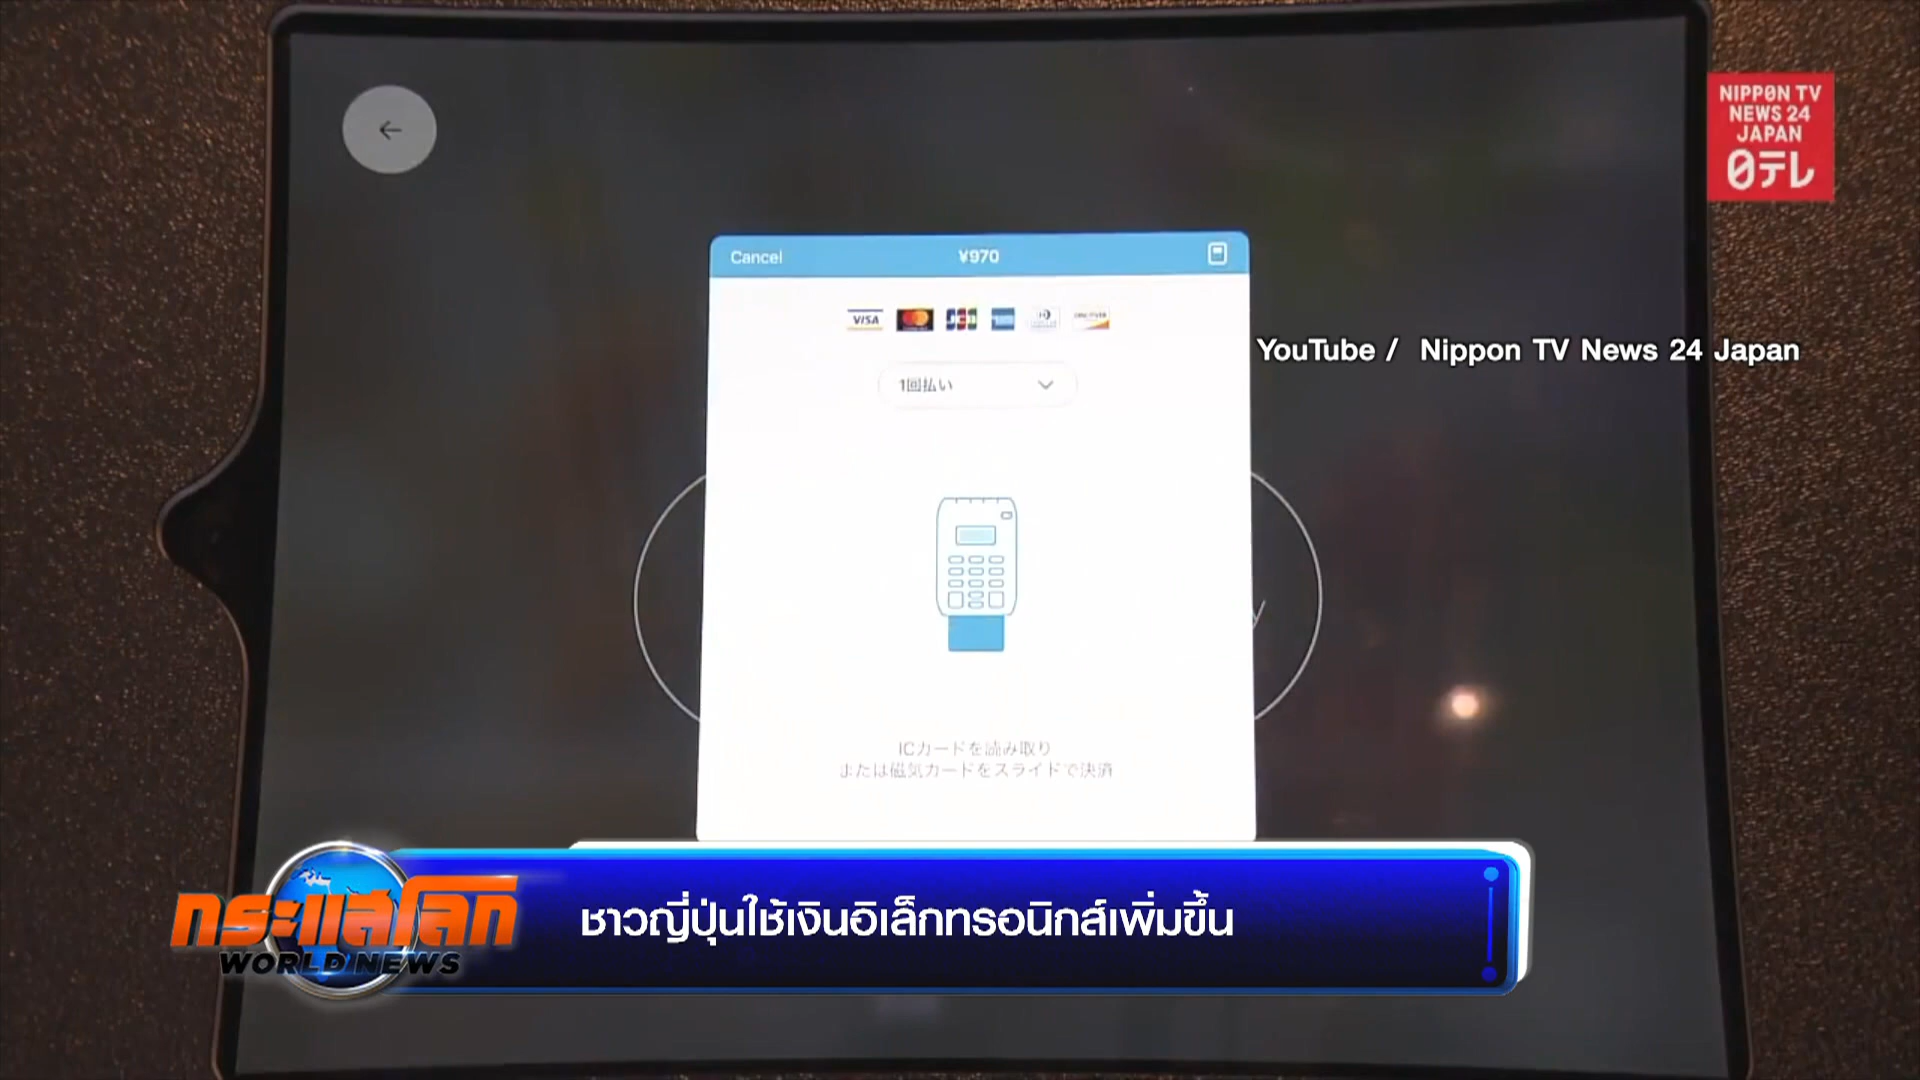 NIPPON TV
NEWS 24
JAPAN
日テレ
Cancel
¥970
VISA
JCB
YouTube / Nippon TV News 24 Japan
1回払い
ICカードを読み取り
または磁気カードをスライドで決済
กระแสโลก
WORLD NEWS
ชาวญี่ปุ่นใช้เงินอิเล็กทรอนิกส์เพิ่มขึ้น